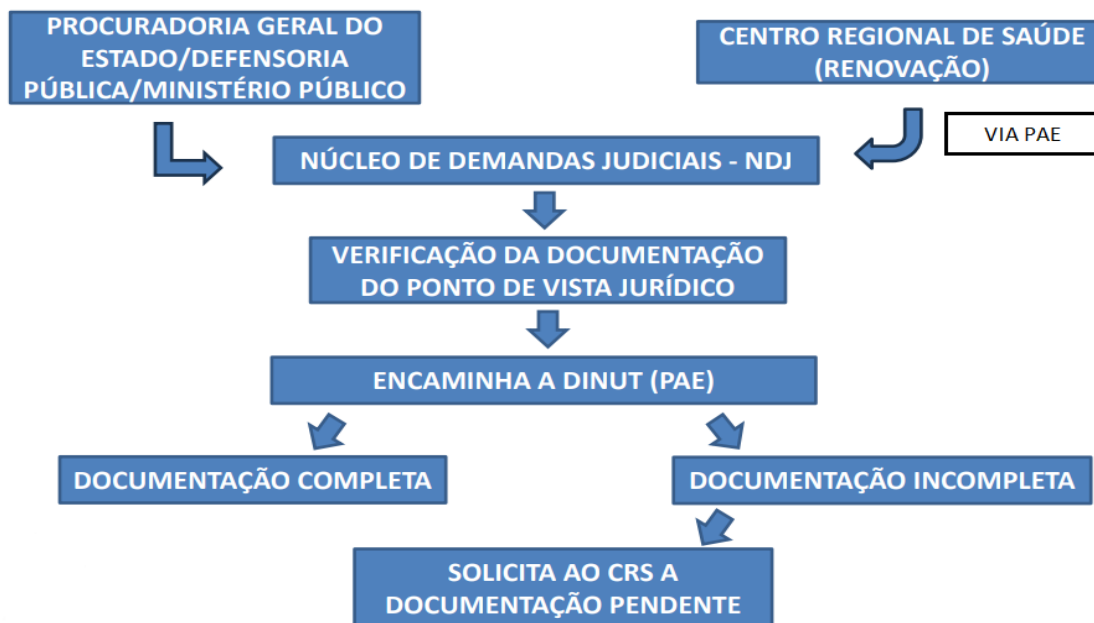 PROCURADORIA GERAL DO
ESTADO/DEFENSORIA
PÚBLICA/MINISTÉRIO PÚBLICO
CENTRO REGIONAL DE SAÚDE
(RENOVAÇÃO)
VIA PAE
NÚCLEO DE DEMANDAS JUDICIAIS - NDJ
VERIFICAÇÃO DA DOCUMENTAÇÃO
DO PONTO DE VISTA JURÍDICO
ENCAMINHA A DINUT (PAE)
DOCUMENTAÇÃO COMPLETA
DOCUMENTAÇÃO INCOMPLETA
SOLICITA AO CRS A
DOCUMENTAÇÃO PENDENTE